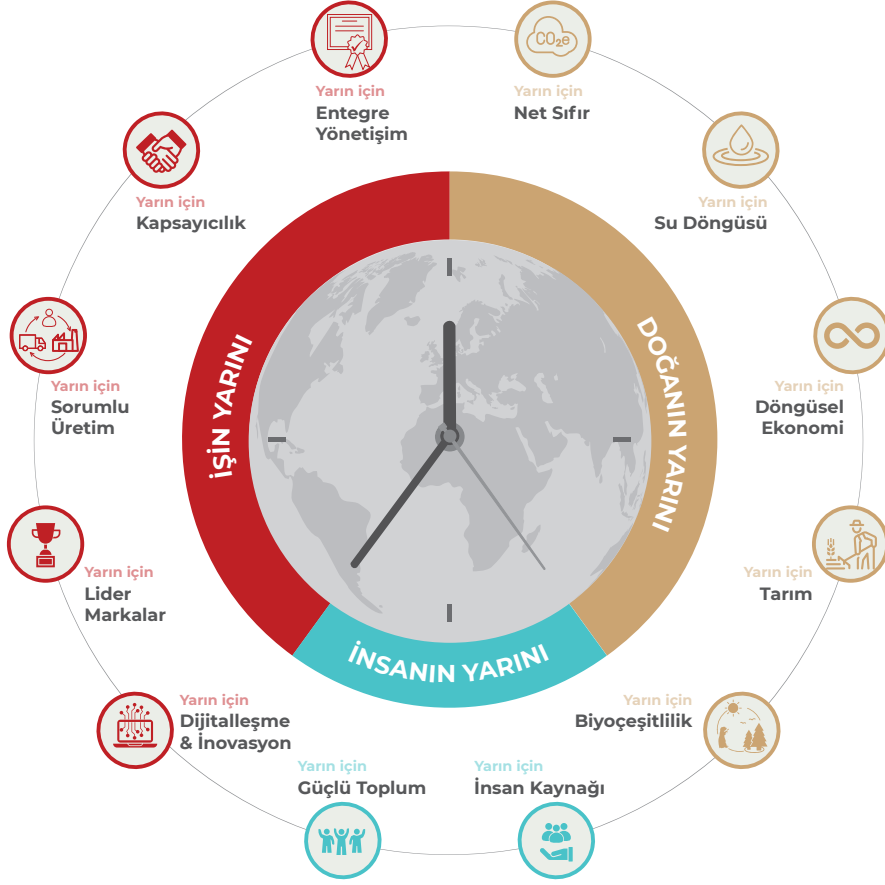 Yarın için
Entegre
Yönetişim
CO₂e
Yarın için
Net Sıfır
Yarın için
Su Döngüsü
Yarın için
Döngüsel
Ekonomi
Yarın için
Tarım
Yarın için
Biyoçeşitlilik
Yarın için
İnsan Kaynağı
Yarın için
Güçlü Toplum
Yarın için
Dijitalleşme
& İnovasyon
Yarın için
Lider
Markalar
Yarın için
Sorumlu
Üretim
Yarın için
Kapsayıcılık
İŞİN YARINI
DOĞANIN YARINI
İNSANIN YARINI